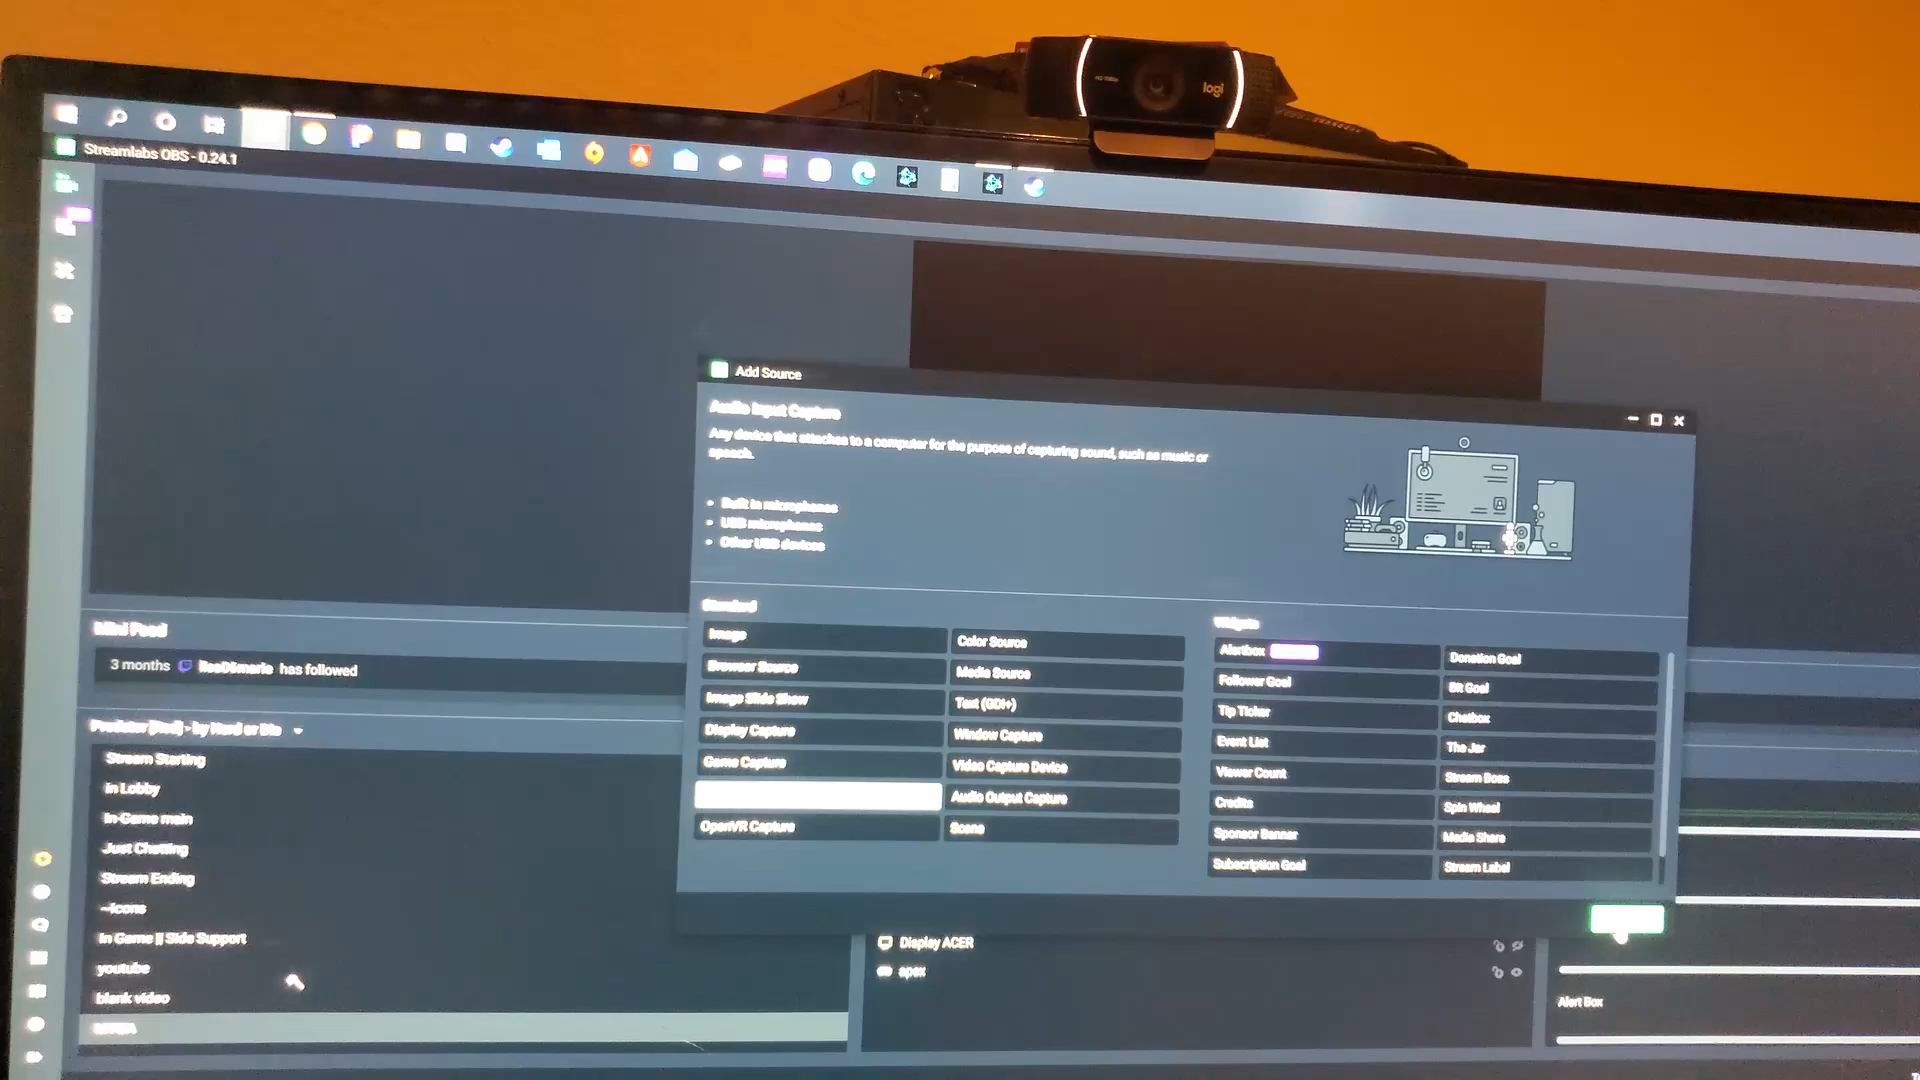 logi
Streamlabs OBS - 0.24.1
Add Source
Audio Input Capture
Any device that attaches to a computer for the purpose of capturing sound, such as music or
speech.
Built in microphones
USB microphones
Other USB devices
Standard
Image
Color Source
Browser Source
Media Source
Image Slide Show
Text (GDI+)
Display Capture
Window Capture
Game Capture
Video Capture Device
Audio Output Capture
OpenVR Capture
Scene
Widgets
Alertbox
Donation Goal
Follower Goal
Bit Goal
Tip Ticker
Chatbox
Event List
The Jar
Viewer Count
Stream Boss
Credits
Spin Wheel
Sponsor Banner
Media Share
Subscription Goal
Stream Label
Mini Feed
3 months has followed
Predator [Red] - by Nerd or Die
Stream Starting
In Lobby
In-Game main
Just Chatting
Stream Ending
~Icons
In Game || Side Support
youtube
blank video
Display ACER
apex
Alert Box